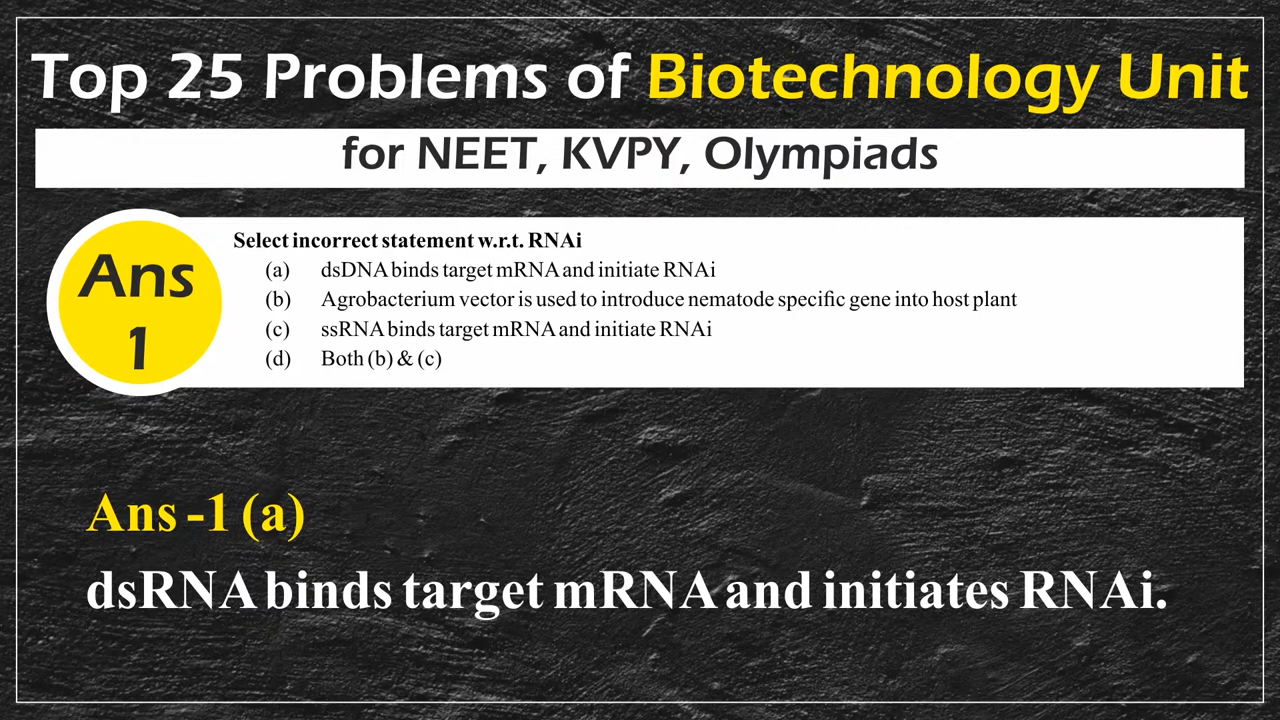 Top 25 Problems of Biotechnology Unit
for NEET, KVPY, Olympiads
Ans
1
Select incorrect statement w.r.t. RNAi
(a) dsDNA binds target mRNA and initiate RNAi
(b) Agrobacterium vector is used to introduce nematode specific gene into host plant
(c) ssRNA binds target mRNA and initiate RNAi
(d) Both (b) & (c)
Ans -1 (a)
dsRNA binds target mRNA and initiates RNAi.